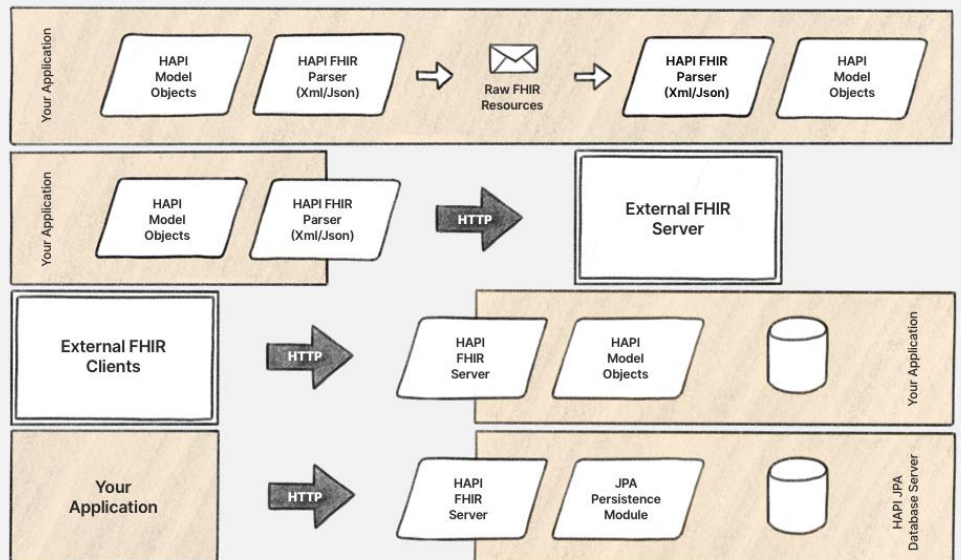 Your Application
HAPI
Model
Objects
HAPI FHIR
Parser
(Xml/Json)
Raw FHIR
Resources
HAPI FHIR
Parser
(Xml/Json)
HAPI
Model
Objects
Your Application
HAPI
Model
Objects
HAPI FHIR
Parser
(Xml/Json)
HTTP
External FHIR
Server
External FHIR
Clients
HTTP
HAPI
FHIR
Server
HAPI
Model
Objects
Your Application
Your
Application
HTTP
HAPI
FHIR
Server
JPA
Persistence
Module
HAPI JPA
Database Server